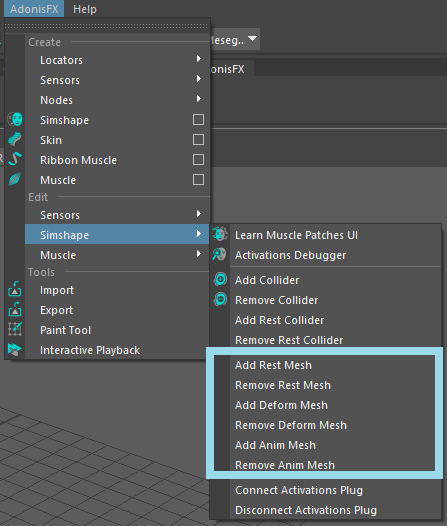 AdonisFX Help
Meseg...
onisFX
Create
Locators
Sensors
Nodes
Simshape
Skin
Ribbon Muscle
Muscle
Edit
Sensors
Simshape
Muscle
Tools
Import
Export
Paint Tool
Interactive Playback
Learn Muscle Patches UI
Activations Debugger
Add Collider
Remove Collider
Add Rest Collider
Remove Rest Collider
Add Rest Mesh
Remove Rest Mesh
Add Deform Mesh
Remove Deform Mesh
Add Anim Mesh
Remove Anim Mesh
Connect Activations Plug
Disconnect Activations Plug